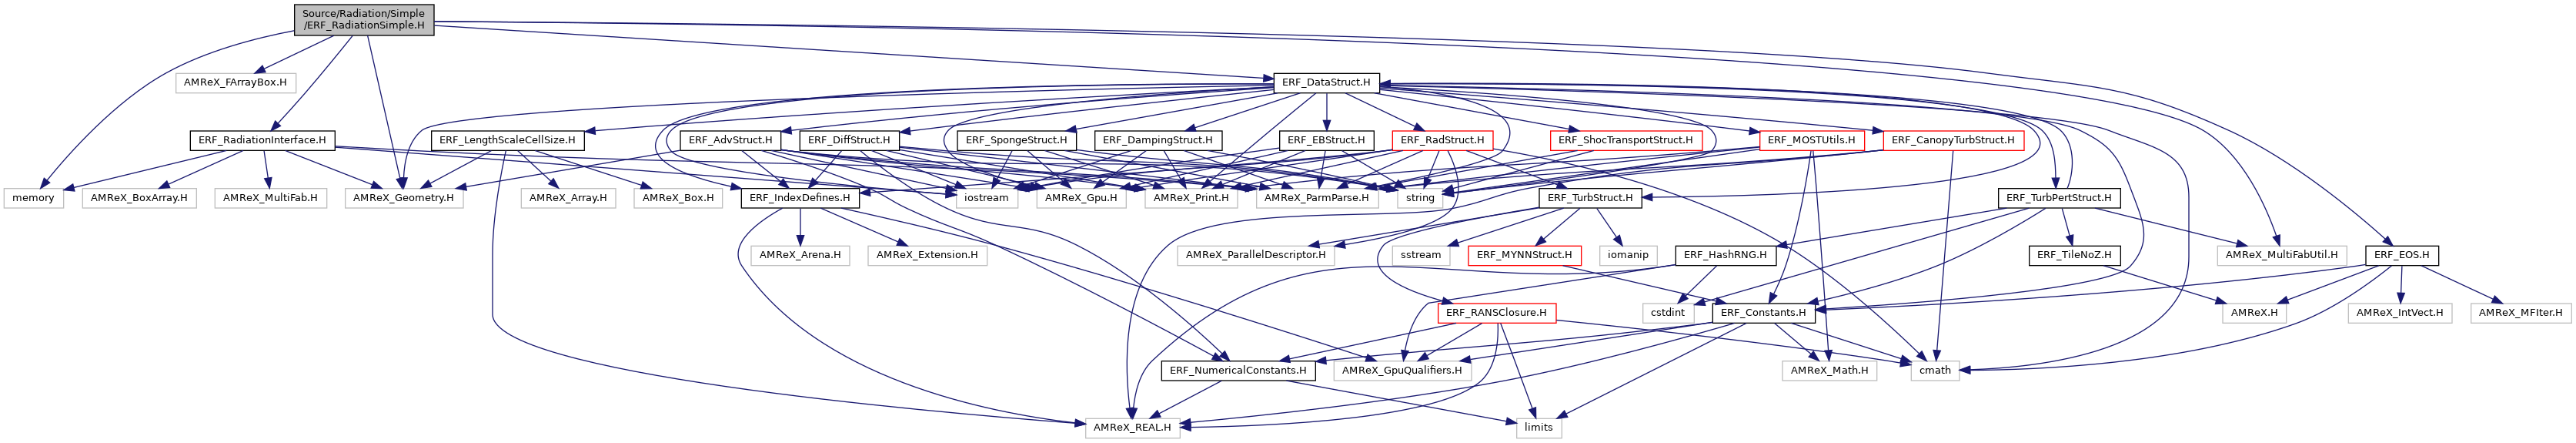 Source/Radiation/Simple
/ERF_RadiationSimple.H
AMReX_FArrayBox.H
ERF_DataStruct.H
ERF_RadiationInterface.H
ERF_LengthScaleCellSize.H
ERF_AdvStruct.H
ERF_DiffStruct.H
ERF_SpongeStruct.H
ERF_DampingStruct.H
ERF_EBStruct.H
ERF_RadStruct.H
ERF_ShocTransportStruct.H
ERF_MOSTUtils.H
ERF_CanopyTurbStruct.H
memory
AMReX_BoxArray.H
AMReX_MultiFab.H
AMReX_Geometry.H
AMReX_Array.H
AMReX_Box.H
ERF_IndexDefines.H
iostream
AMReX_Gpu.H
AMReX_Print.H
AMReX_ParmParse.H
string
ERF_TurbStruct.H
ERF_TurbPertStruct.H
AMReX_Arena.H
AMReX_Extension.H
AMReX_ParallelDescriptor.H
sstream
ERF_MYNNStruct.H
iomanip
ERF_HashRNG.H
ERF_TileNoZ.H
AMReX_MultiFabUtil.H
ERF_EOS.H
cstdint
ERF_RANSClosure.H
ERF_Constants.H
AMReX.H
AMReX_IntVect.H
AMReX_MFIter.H
ERF_NumericalConstants.H
AMReX_GpuQualifiers.H
AMReX_Math.H
cmath
AMReX_REAL.H
limits